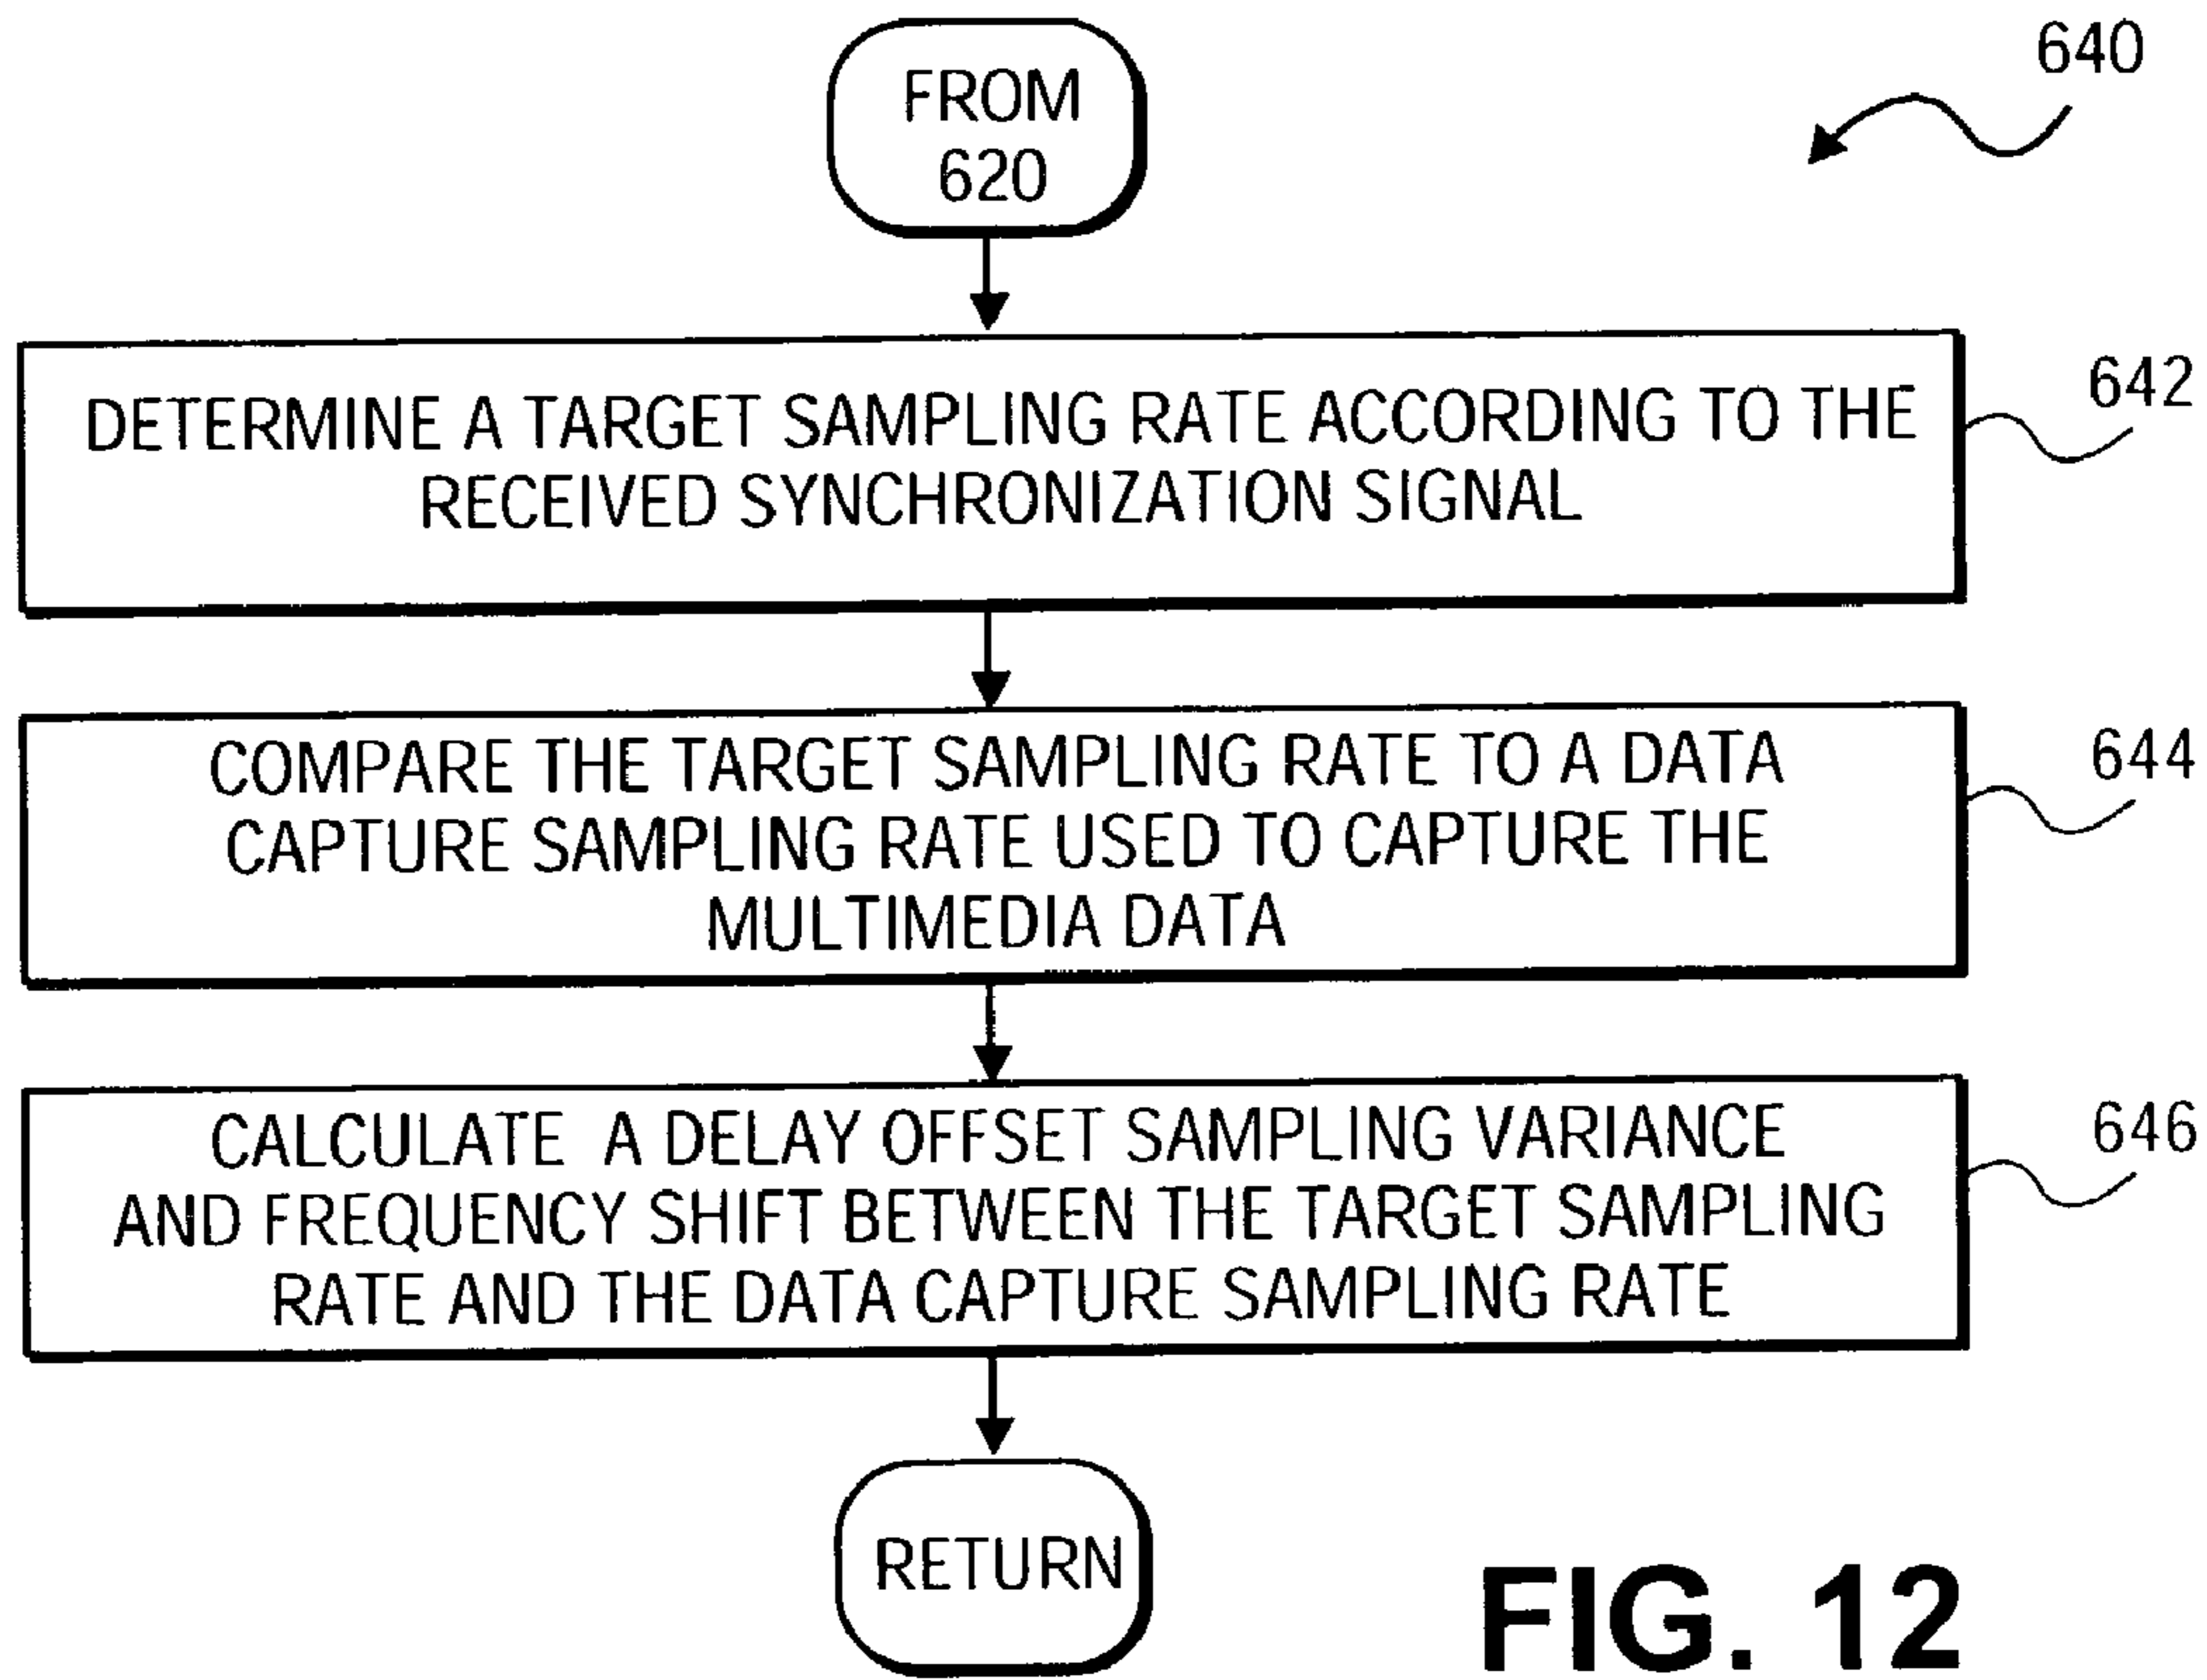 FROM
620
640
DETERMINE A TARGET SAMPLING RATE ACCORDING TO THE
RECEIVED SYNCHRONIZATION SIGNAL
642
COMPARE THE TARGET SAMPLING RATE TO A DATA
CAPTURE SAMPLING RATE USED TO CAPTURE THE
MULTIMEDIA DATA
644
CALCULATE A DELAY OFFSET SAMPLING VARIANCE
AND FREQUENCY SHIFT BETWEEN THE TARGET SAMPLING
RATE AND THE DATA CAPTURE SAMPLING RATE
646
RETURN
FIG. 12